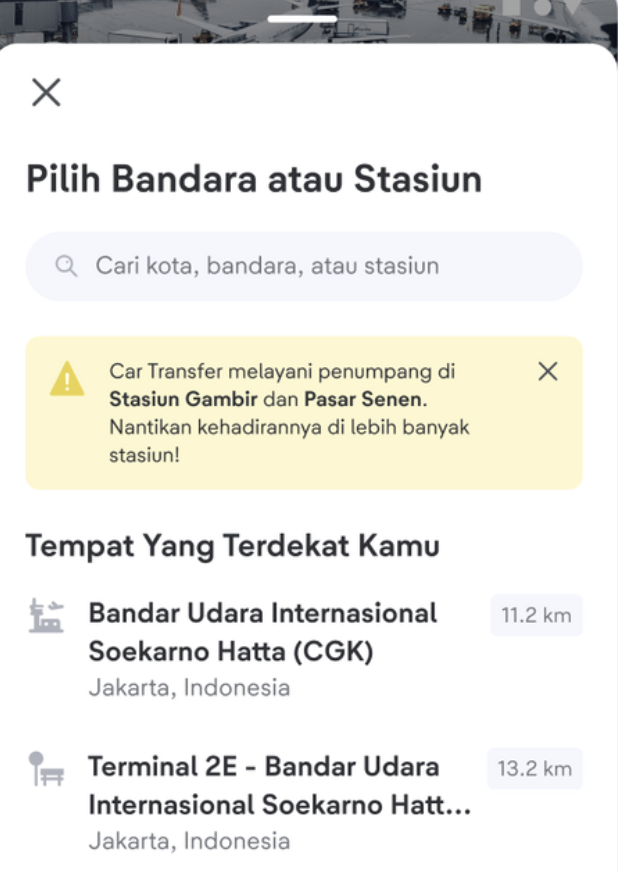 Pilih Bandara atau Stasiun
Cari kota, bandara, atau stasiun
Car Transfer melayani penumpang di
Stasiun Gambir dan Pasar Senen.
Nantikan kehadirannya di lebih banyak
stasiun!
Tempat Yang Terdekat Kamu
Bandar Udara Internasional
11.2 km
Soekarno Hatta (CGK)
Jakarta, Indonesia
Terminal 2E - Bandar Udara
13.2 km
Internasional Soekarno Hatt...
Jakarta, Indonesia